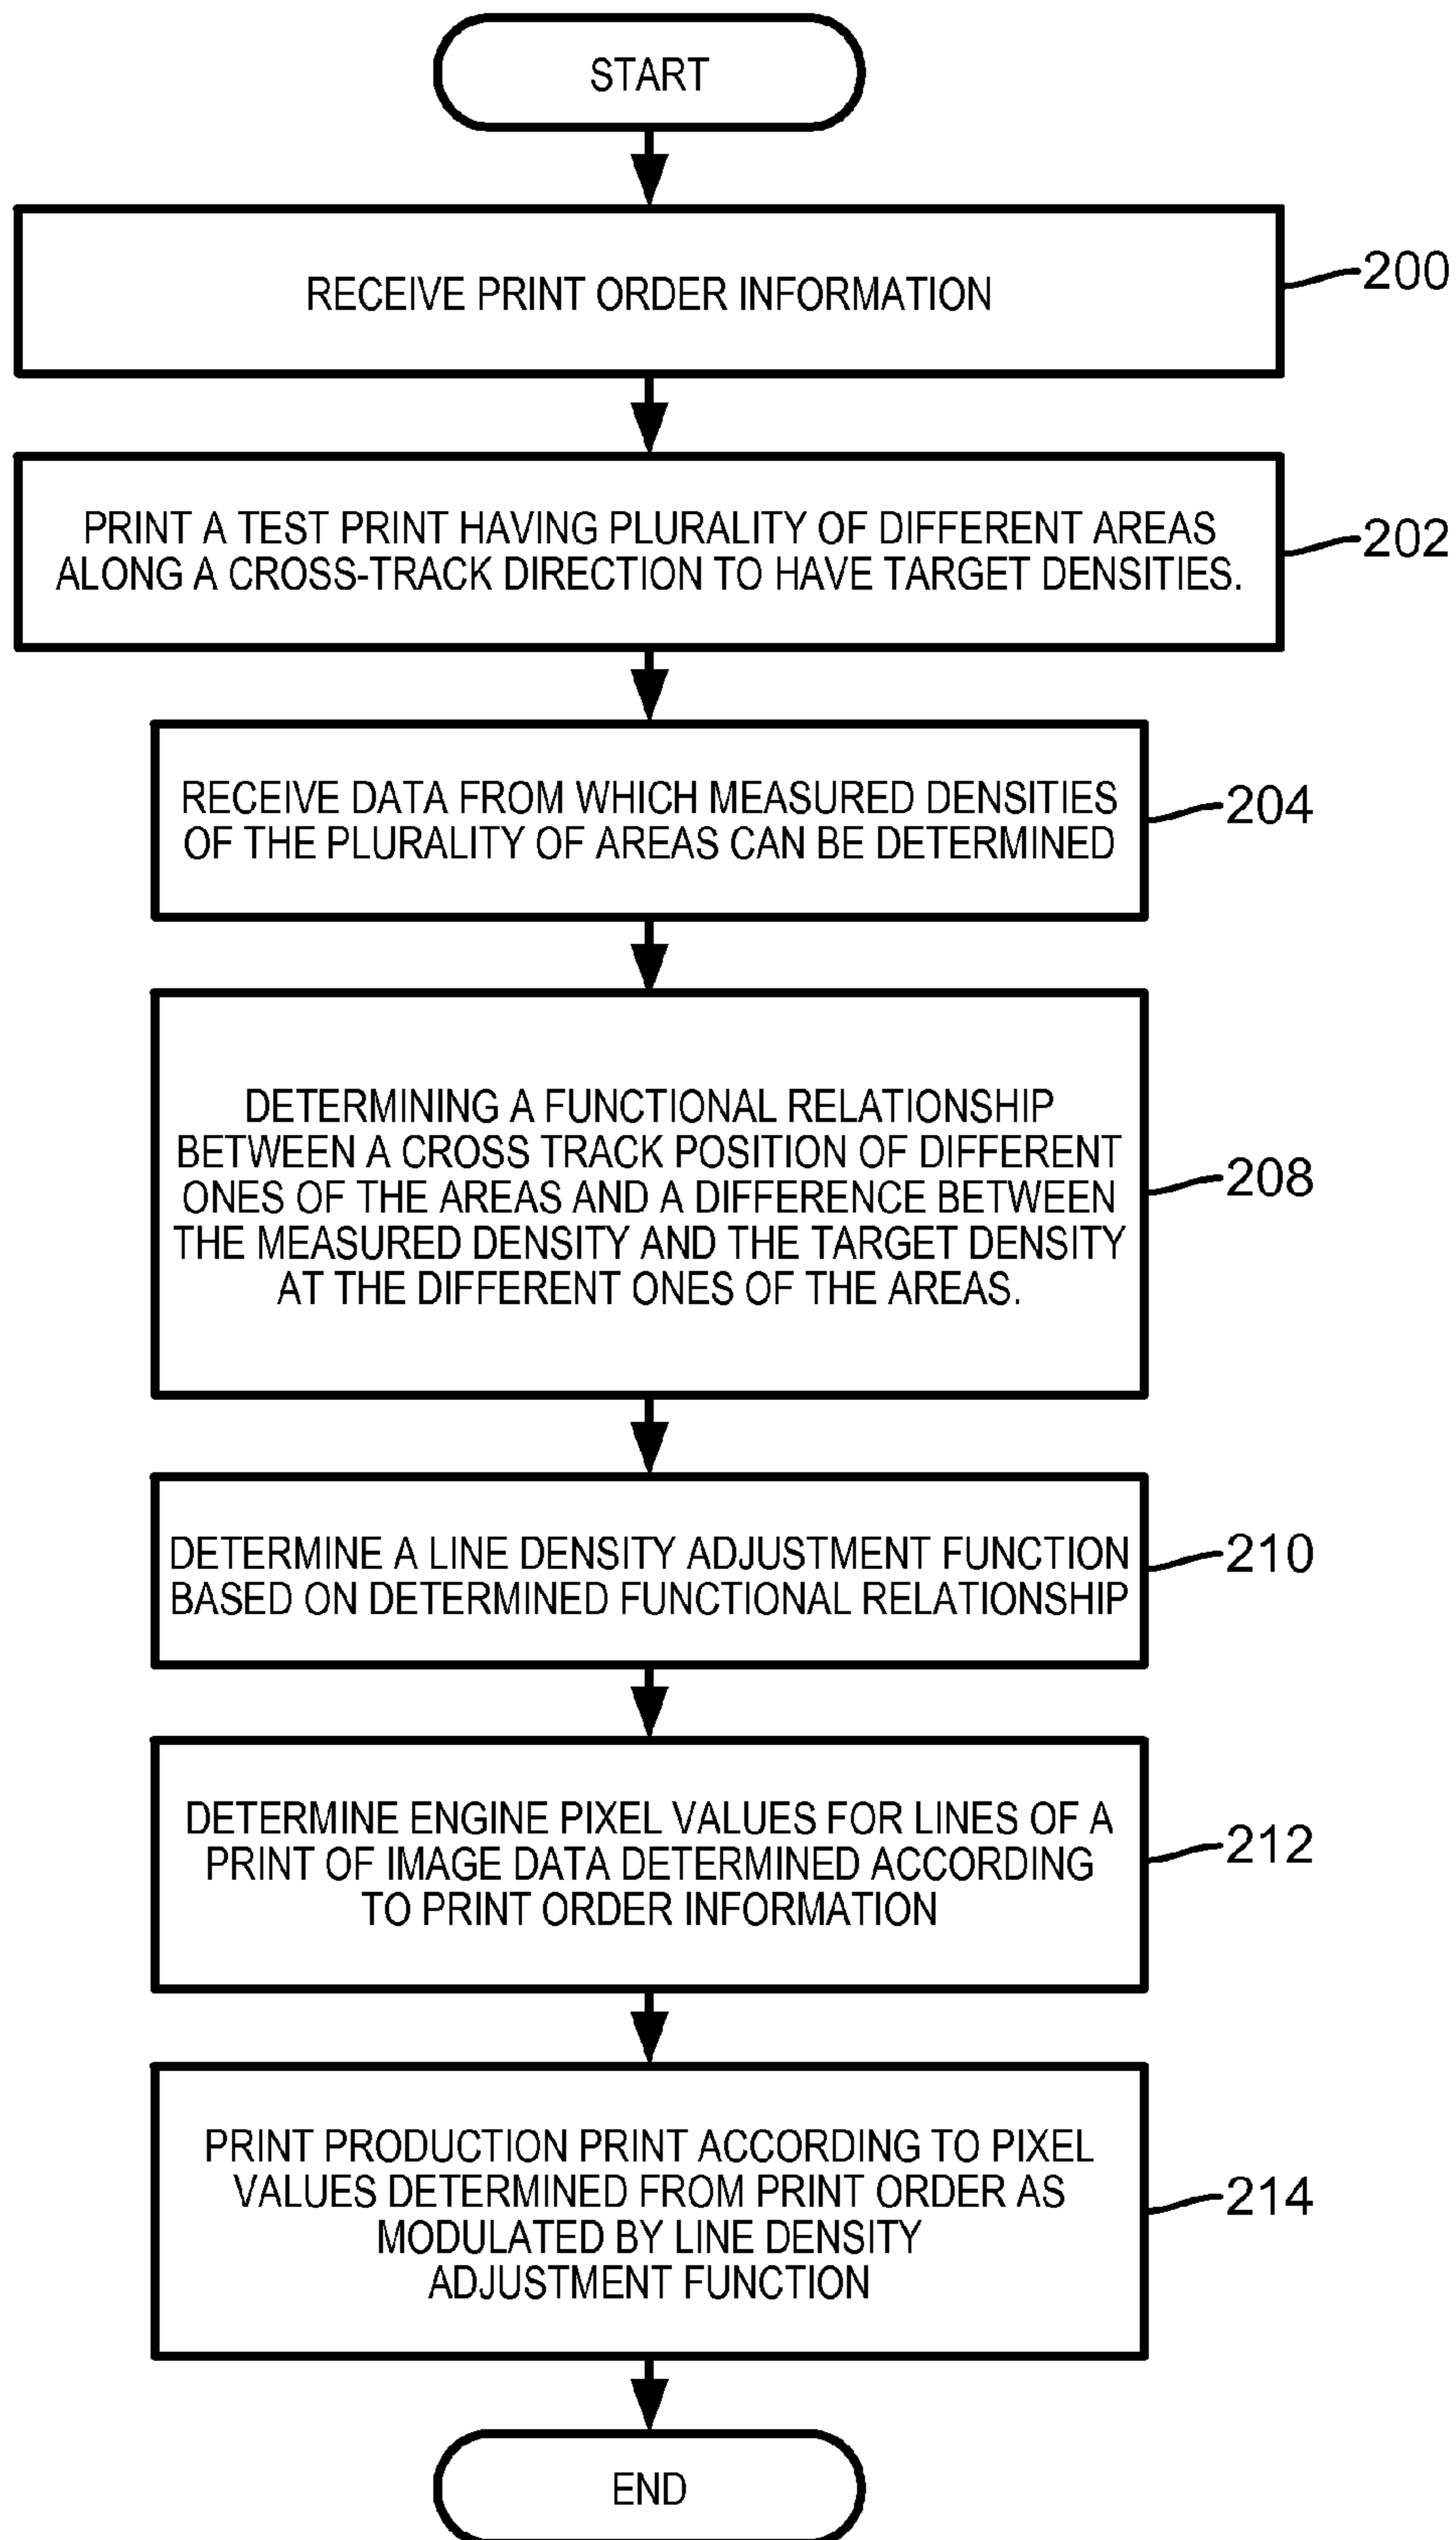 START
RECEIVE PRINT ORDER INFORMATION
200
PRINT A TEST PRINT HAVING PLURALITY OF DIFFERENT AREAS
ALONG A CROSS-TRACK DIRECTION TO HAVE TARGET DENSITIES.
202
RECEIVE DATA FROM WHICH MEASURED DENSITIES
OF THE PLURALITY OF AREAS CAN BE DETERMINED
204
DETERMINING A FUNCTIONAL RELATIONSHIP
BETWEEN A CROSS TRACK POSITION OF DIFFERENT
ONES OF THE AREAS AND A DIFFERENCE BETWEEN
THE MEASURED DENSITY AND THE TARGET DENSITY
AT THE DIFFERENT ONES OF THE AREAS.
208
DETERMINE A LINE DENSITY ADJUSTMENT FUNCTION
BASED ON DETERMINED FUNCTIONAL RELATIONSHIP
210
DETERMINE ENGINE PIXEL VALUES FOR LINES OF A
PRINT OF IMAGE DATA DETERMINED ACCORDING
TO PRINT ORDER INFORMATION
212
PRINT PRODUCTION PRINT ACCORDING TO PIXEL
VALUES DETERMINED FROM PRINT ORDER AS
MODULATED BY LINE DENSITY
ADJUSTMENT FUNCTION
214
END